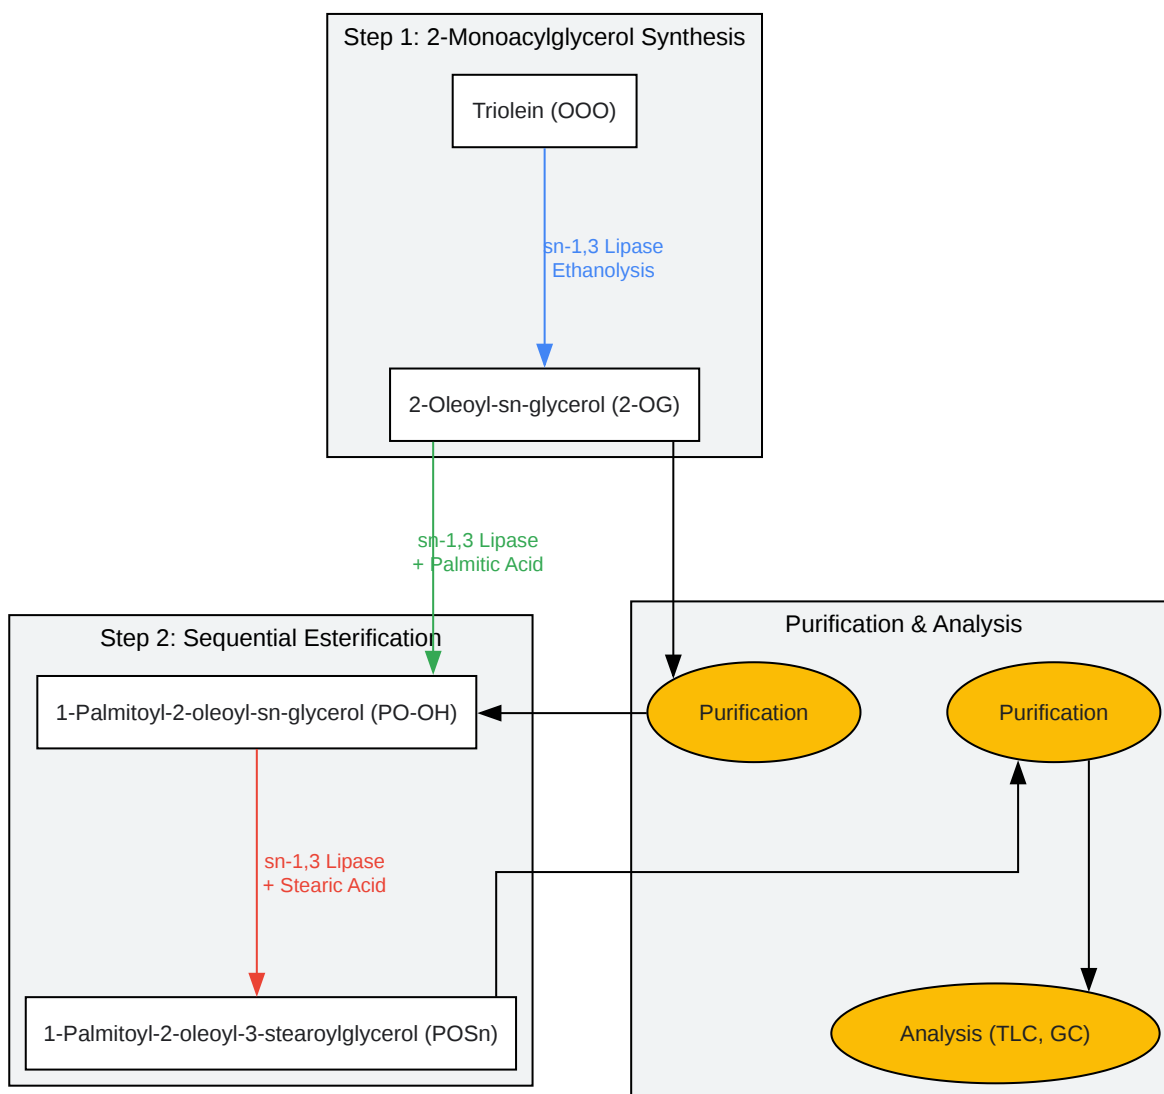 Step 1: 2-Monoacylglycerol Synthesis
Triolein (OOO)
sn-1,3 Lipase
Ethanolysis
2-Oleoyl-sn-glycerol (2-OG)
sn-1,3 Lipase
+ Palmitic Acid
Step 2: Sequential Esterification
1-Palmitoyl-2-oleoyl-sn-glycerol (PO-OH)
sn-1,3 Lipase
+ Stearic Acid
1-Palmitoyl-2-oleoyl-3-stearoylglycerol (POSn)
Purification & Analysis
Purification
Purification
Analysis (TLC, GC)